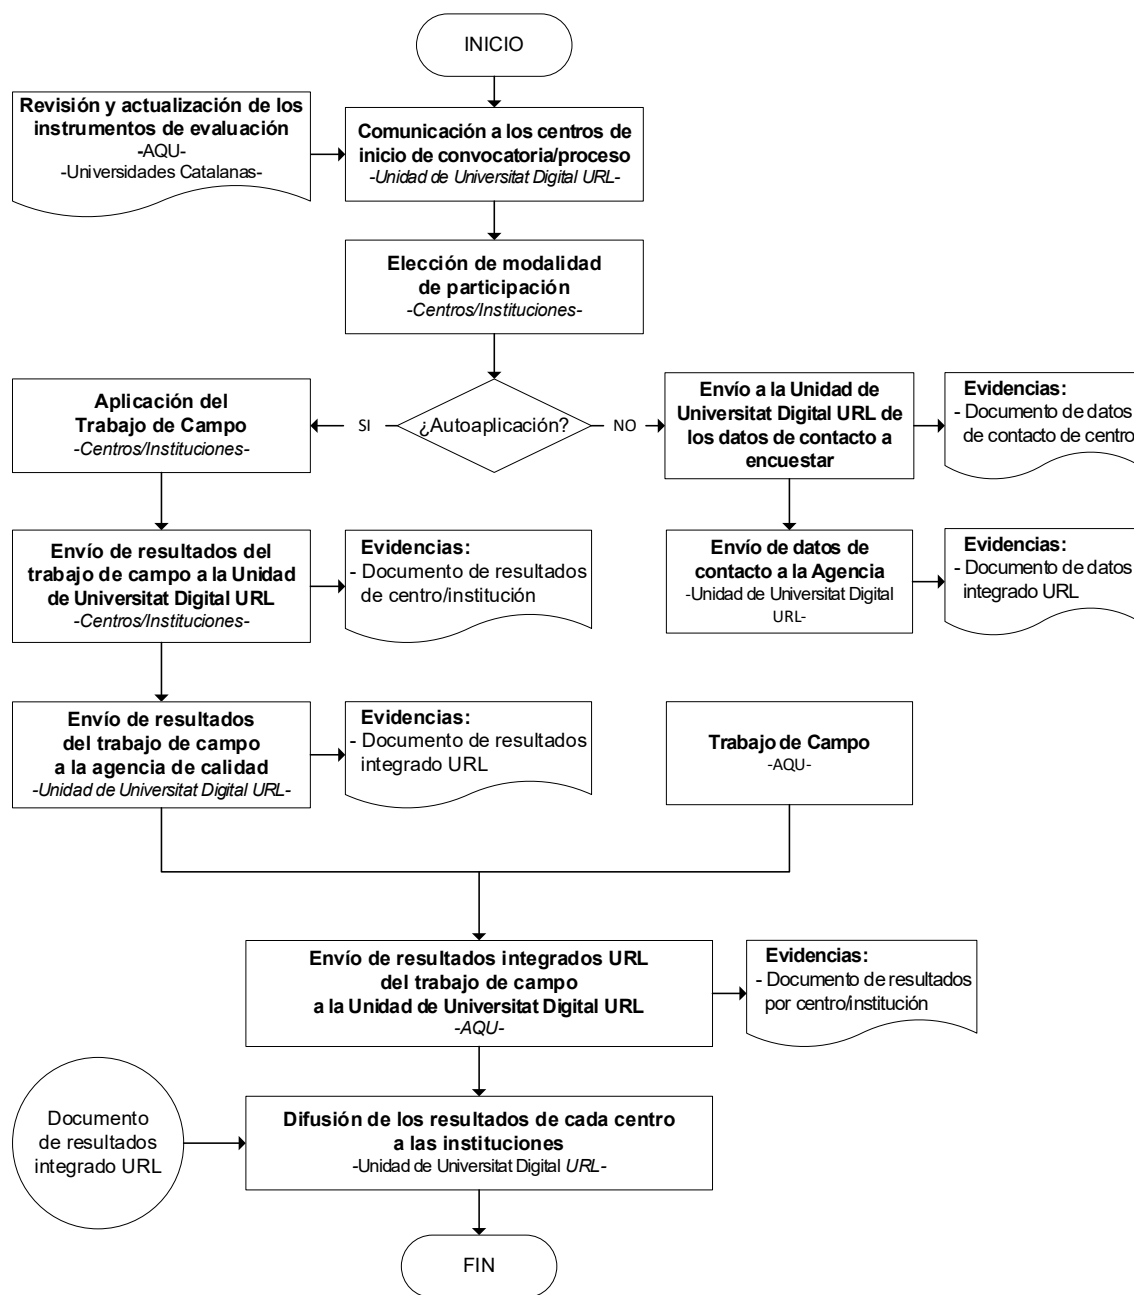 INICIO
Revisión y actualización de los
instrumentos de evaluación
-AQU-
-Universidades Catalanas-
Comunicación a los centros de
inicio de convocatoria/proceso
-Unidad de Universitat Digital URL-
Elección de modalidad
de participación
-Centros/Instituciones-
¿Autoaplicación?
SI
NO
Aplicación del
Trabajo de Campo
-Centros/Instituciones-
Envío a la Unidad de
Universitat Digital URL de
los datos de contacto a
encuestar
Evidencias:
- Documento de datos
de contacto de centro
Envío de resultados del
trabajo de campo a la Unidad
de Universitat Digital URL
-Centros/Instituciones-
Evidencias:
- Documento de resultados
de centro/institución
Envío de datos de
contacto a la Agencia
-Unidad de Universitat Digital
URL-
Evidencias:
- Documento de datos
integrado URL
Envío de resultados
del trabajo de campo
a la agencia de calidad
-Unidad de Universitat Digital URL-
Evidencias:
- Documento de resultados
integrado URL
Trabajo de Campo
-AQU-
Envío de resultados integrados URL
del trabajo de campo
a la Unidad de Universitat Digital URL
-AQU-
Evidencias:
- Documento de resultados
por centro/institución
Documento
de resultados
integrado URL
Difusión de los resultados de cada centro
a las instituciones
-Unidad de Universitat Digital URL-
FIN